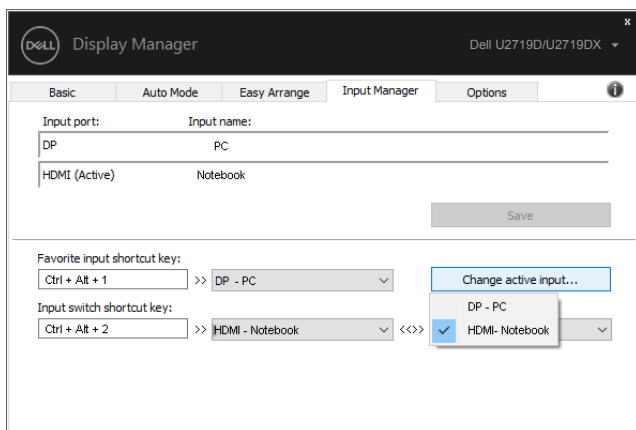 x
DELL Display Manager Dell U2719D/U2719DX
Basic Auto Mode Easy Arrange Input Manager Options i
Input port: Input name:
DP PC
HDMI (Active) Notebook
Save
Favorite input shortcut key:
Ctrl + Alt + 1 >> DP - PC Change active input...
DP - PC
Input switch shortcut key:
Ctrl + Alt + 2 >> HDMI - Notebook <<>> HDMI- Notebook